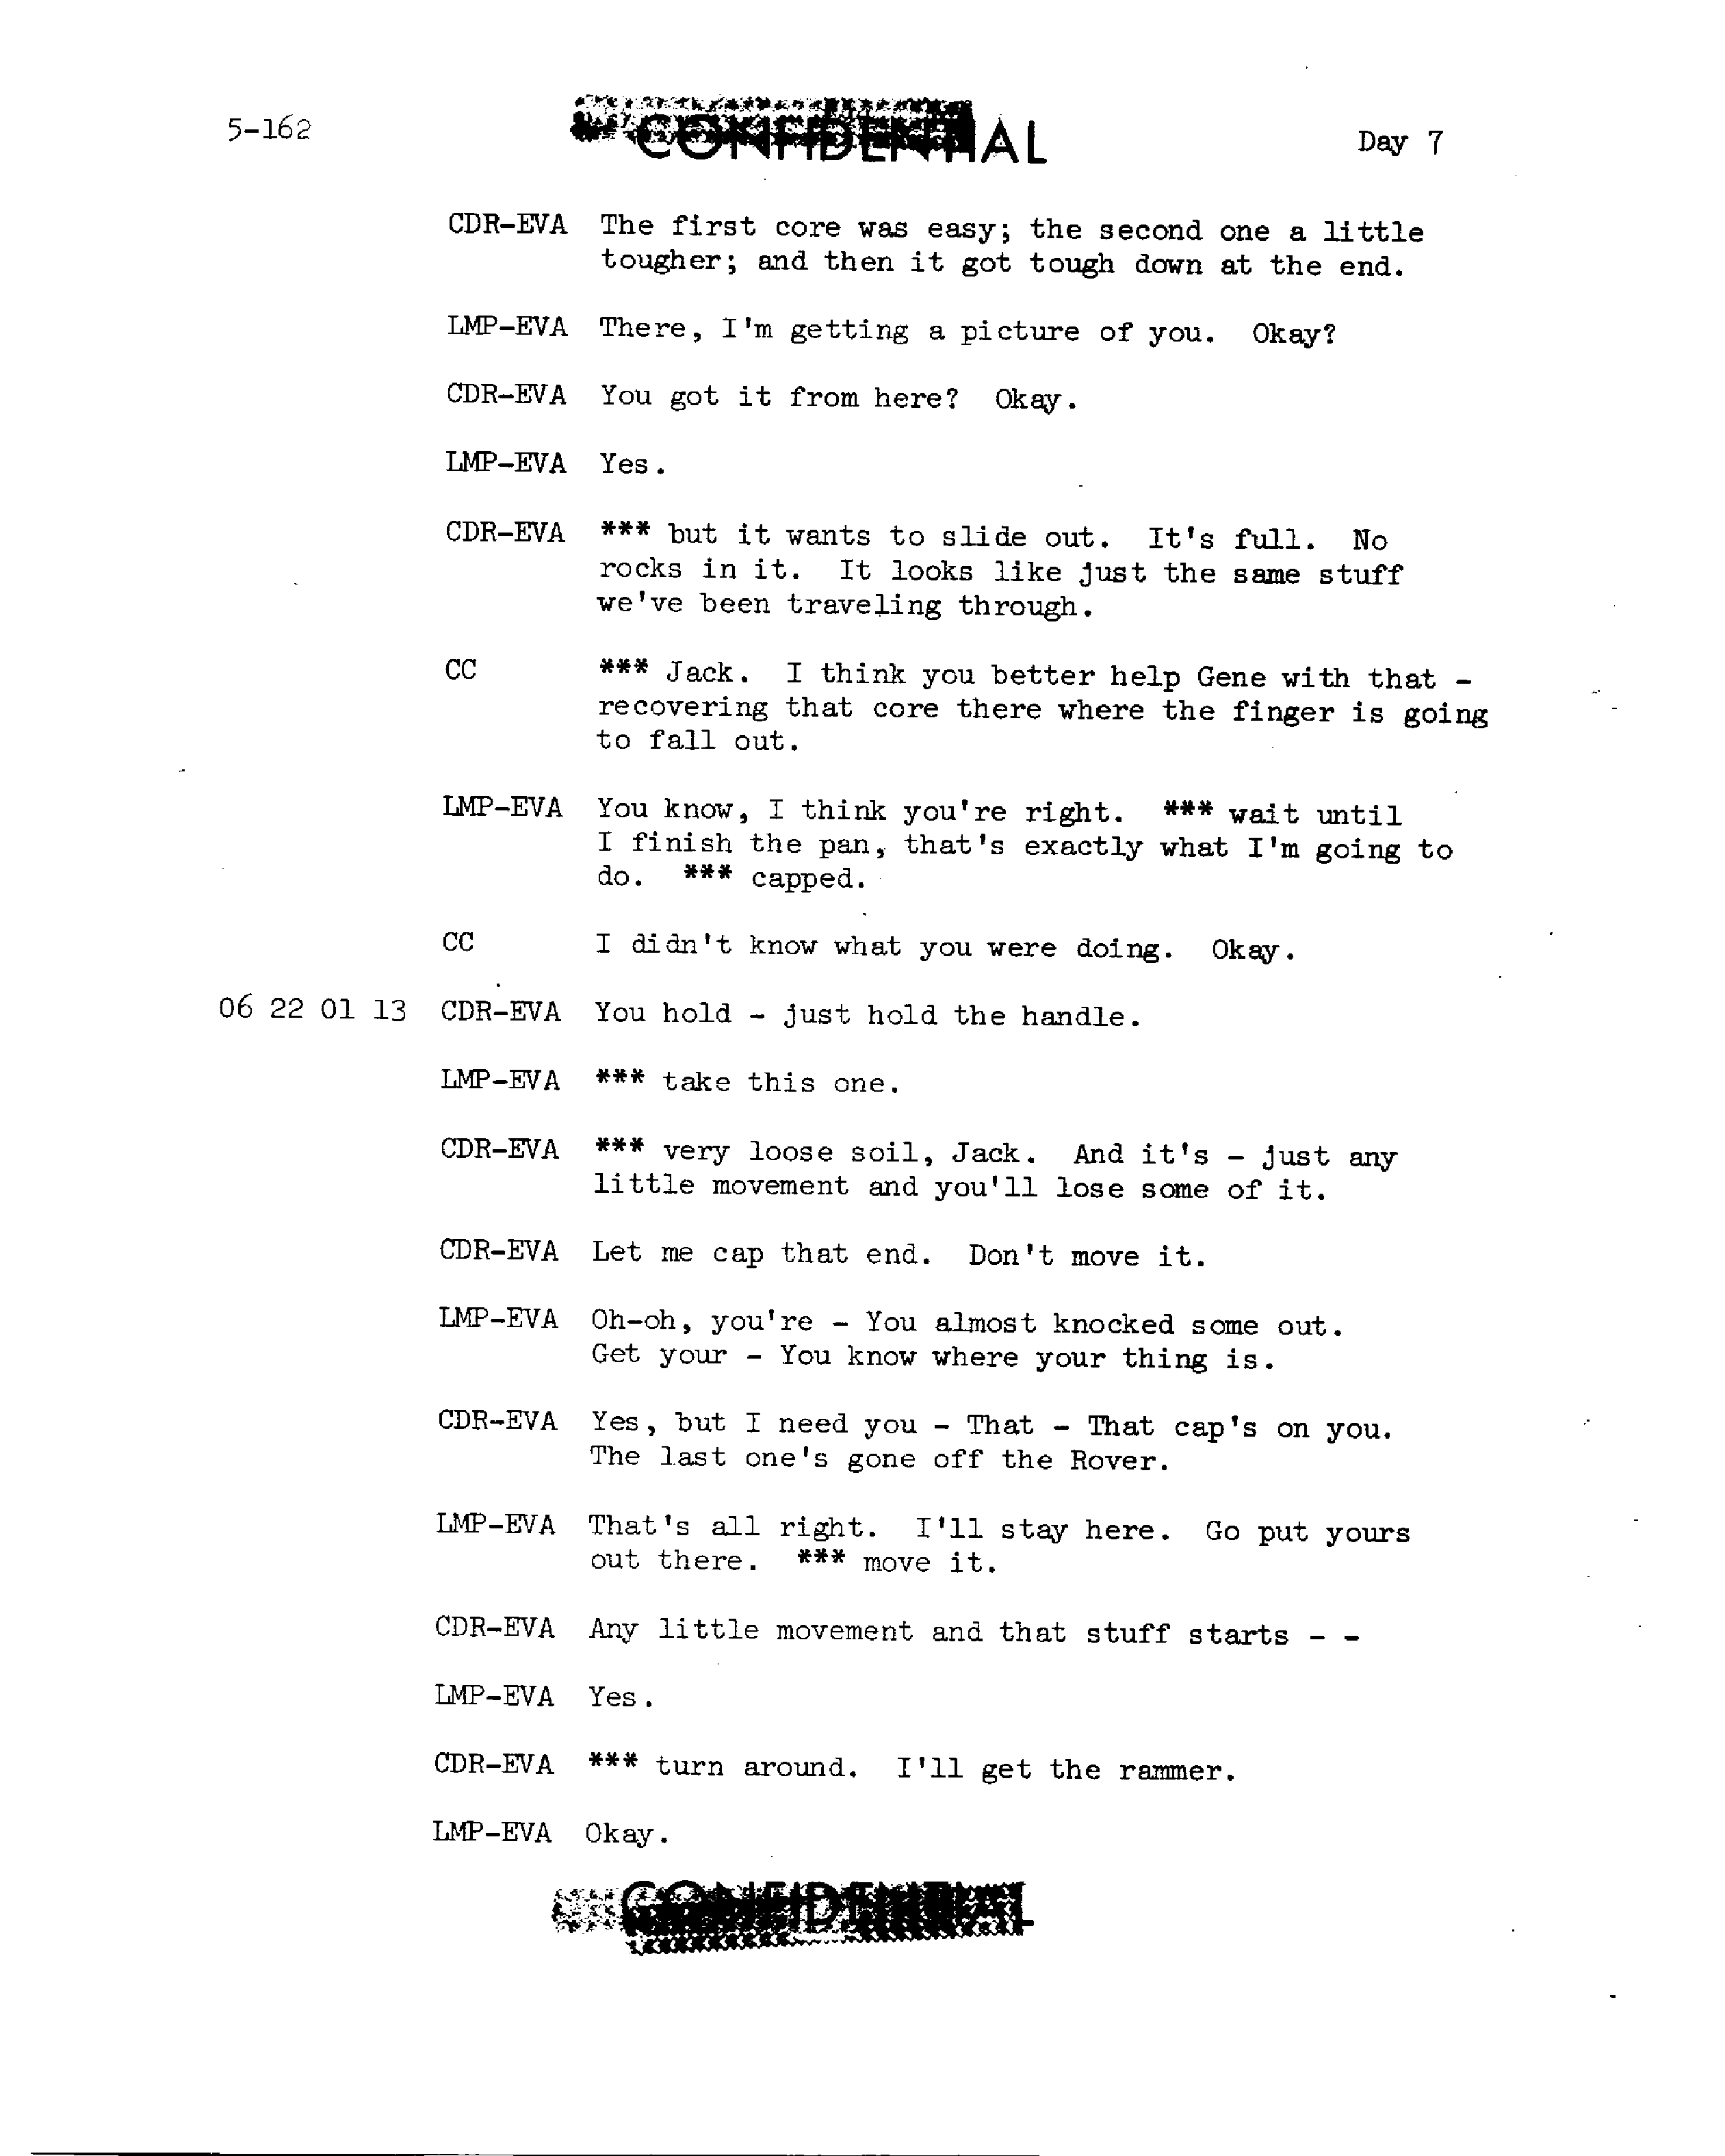 5-162
CONFIDENTIAL
Day 7
CDR-EVA The first core was easy; the second one a little
tougher; and then it got tough down at the end.
LMP-EVA There, I'm getting a picture of you. Okay?
CDR-EVA You got it from here? Okay.
LMP-EVA Yes.
CDR-EVA *** but it wants to slide out. It's full. No
rocks in it. It looks like just the same stuff
we've been traveling through.
CC *** Jack. I think you better help Gene with that -
recovering that core there where the finger is going
to fall out.
LMP-EVA You know, I think you're right. *** wait until
I finish the pan, that's exactly what I'm going to
do. *** capped.
CC I didn't know what you were doing. Okay.
06 22 01 13 CDR-EVA You hold - just hold the handle.
LMP-EVA *** take this one.
CDR-EVA *** very loose soil, Jack. And it's - just any
little movement and you'll lose some of it.
CDR-EVA Let me cap that end. Don't move it.
LMP-EVA Oh-oh, you're - You almost knocked some out.
Get your - You know where your thing is.
CDR-EVA Yes, but I need you - That - That cap's on you.
The last one's gone off the Rover.
LMP-EVA That's all right. I'll stay here. Go put yours
out there. *** move it.
CDR-EVA Any little movement and that stuff starts - -
LMP-EVA Yes.
CDR-EVA *** turn around. I'll get the rammer.
LMP-EVA Okay.
CONFIDENTIAL